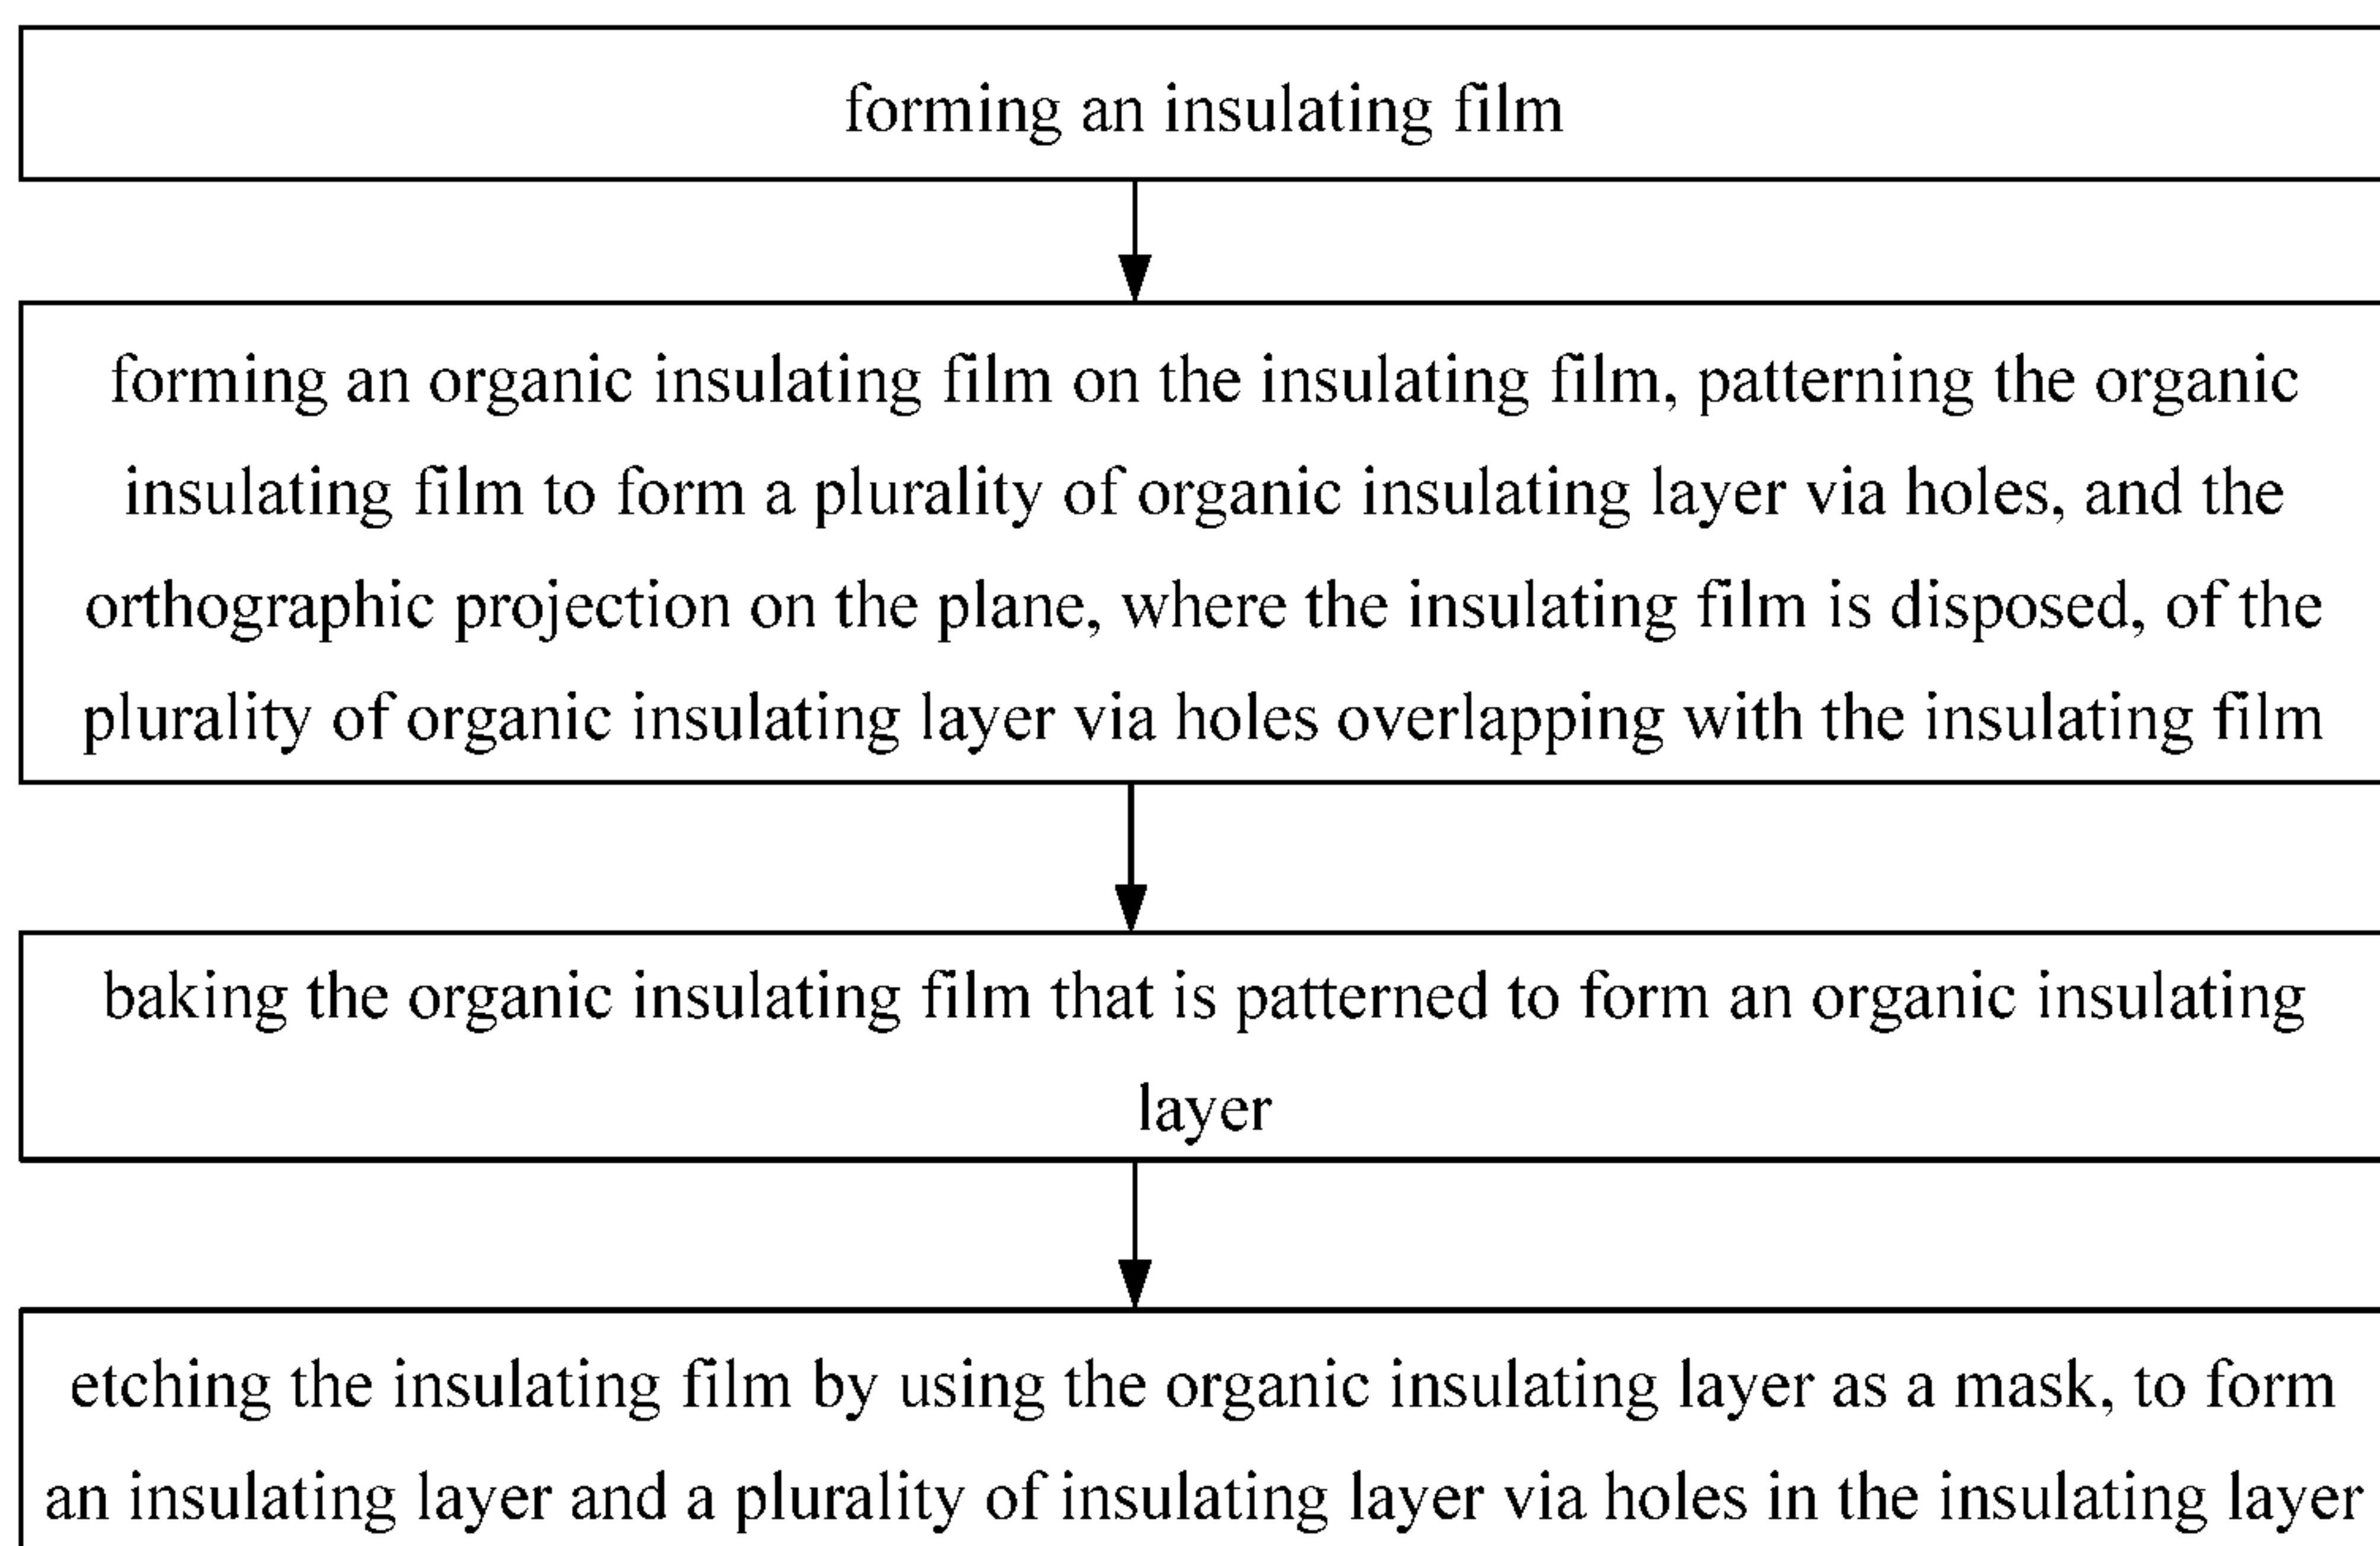 forming an insulating film
forming an organic insulating film on the insulating film, patterning the organic
insulating film to form a plurality of organic insulating layer via holes, and the
orthographic projection on the plane, where the insulating film is disposed, of the
plurality of organic insulating layer via holes overlapping with the insulating film
baking the organic insulating film that is patterned to form an organic insulating
layer
etching the insulating film by using the organic insulating layer as a mask, to form
an insulating layer and a plurality of insulating layer via holes in the insulating layer